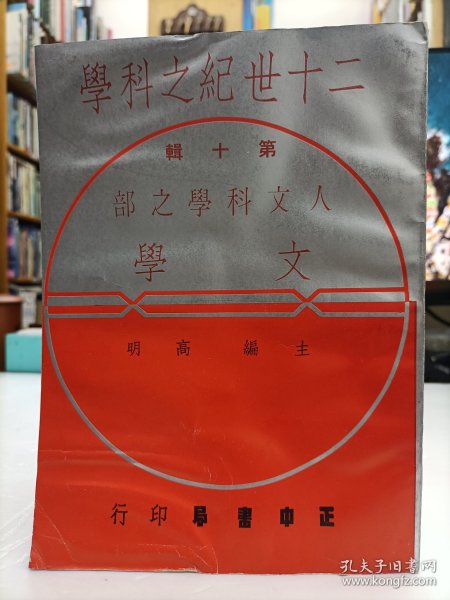 二十世紀之科學
第十輯
人文科學之部
文學
主編 高明
正中書局印行
孔夫子旧书网
www.kongfz.com